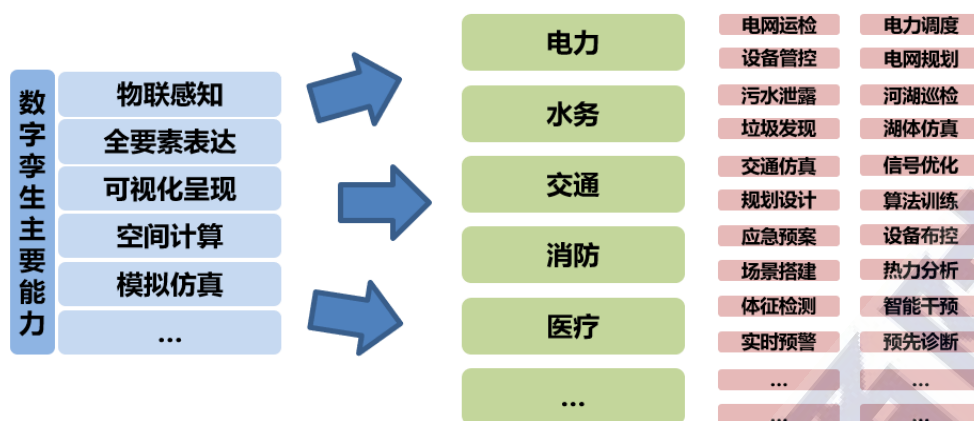 数字孪生主要能力
物联感知
全要素表达
可视化呈现
空间计算
模拟仿真
...
电力
水务
交通
消防
医疗
...
电网运检 电力调度
设备管控 电网规划
污水泄露 河湖巡检
垃圾发现 湖体仿真
交通仿真 信号优化
规划设计 算法训练
应急预案 设备布控
场景搭建 热力分析
体征检测 智能干预
实时预警 预先诊断
... ...
... ...